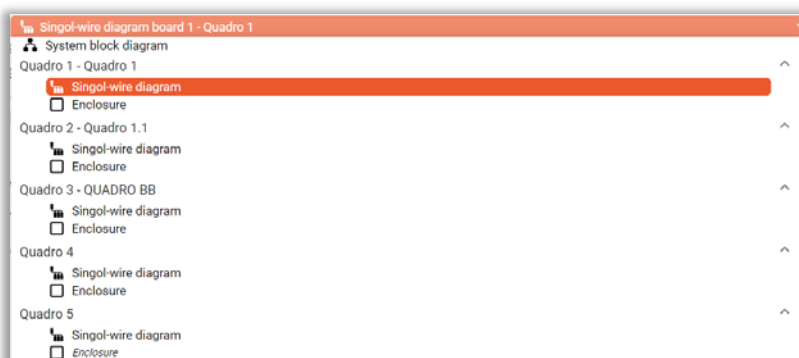 Singol-wire diagram board 1 - Quadro 1
System block diagram
Quadro 1 - Quadro 1
Singol-wire diagram
Enclosure
Quadro 2 - Quadro 1.1
Singol-wire diagram
Enclosure
Quadro 3 - QUADRO BB
Singol-wire diagram
Enclosure
Quadro 4
Singol-wire diagram
Enclosure
Quadro 5
Singol-wire diagram
Enclosure